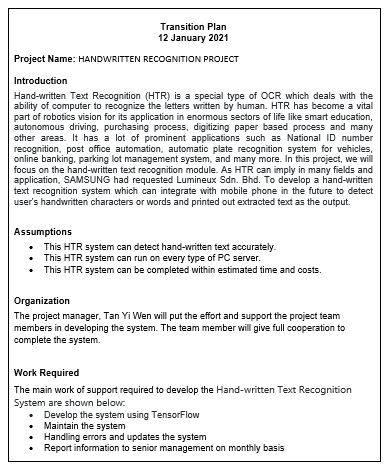 Transition Plan
12 January 2021
Project Name: HANDWRITTEN RECOGNITION PROJECT
Introduction
Hand-written Text Recognition (HTR) is a special type of OCR which deals with the
ability of computer to recognize the letters written by human. HTR has become a vital
part of robotics vision for its application in enormous sectors of life like smart education,
autonomous driving, purchasing process, digitizing paper based process and many
other areas. It has a lot of prominent applications such as National ID number
recognition, post office automation, automatic plate recognition system for vehicles,
online banking, parking lot management system, and many more. In this project, we will
focus on the hand-written text recognition module. As HTR can imply in many fields and
application, SAMSUNG had requested Lumineux Sdn. Bhd. To develop a hand-written
text recognition system which can integrate with mobile phone in the future to detect
user's handwritten characters or words and printed out extracted text as the output.
Assumptions
• This HTR system can detect hand-written text accurately.
• This HTR system can run on every type of PC server.
• This HTR system can be completed within estimated time and costs.
Organization
The project manager, Tan Yi Wen will put the effort and support the project team
members in developing the system. The team member will give full cooperation to
complete the system.
Work Required
The main work of support required to develop the Hand-written Text Recognition
System are shown below:
• Develop the system using TensorFlow
• Maintain the system
• Handling errors and updates the system
• Report information to senior management on monthly basis